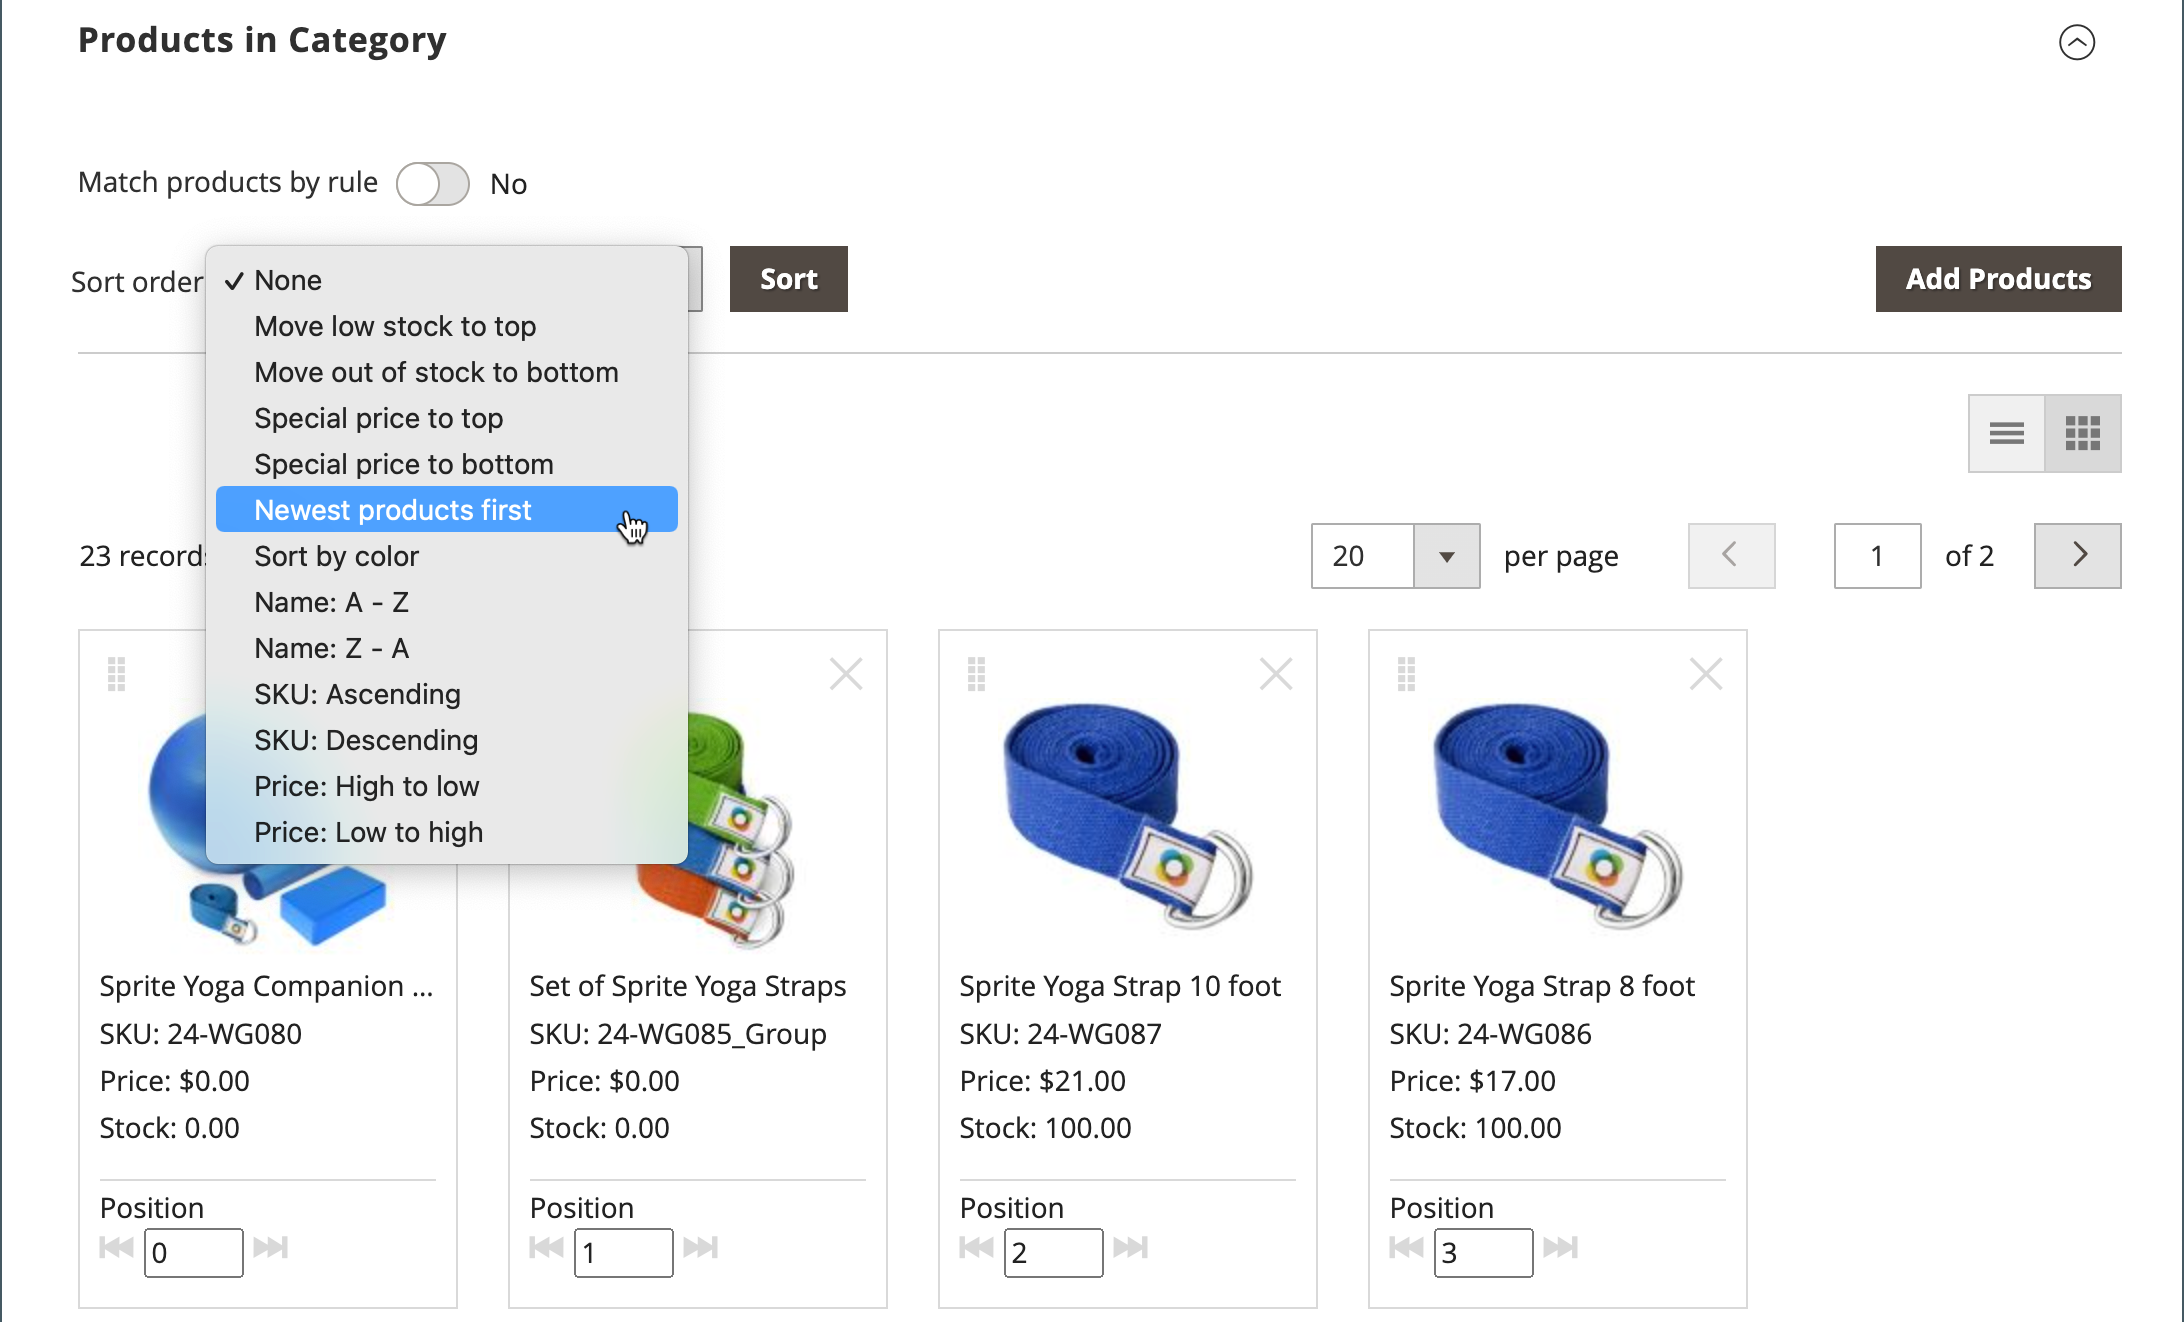 Products in Category
Match products by rule No
Sort order
✓ None
Move low stock to top
Move out of stock to bottom
Special price to top
Special price to bottom
Newest products first
Sort by color
Name: A - Z
Name: Z - A
SKU: Ascending
SKU: Descending
Price: High to low
Price: Low to high
Sort
Add Products
23 records
20 per page
1 of 2
Sprite Yoga Companion ...
SKU: 24-WG080
Price: $0.00
Stock: 0.00
Position
0
Set of Sprite Yoga Straps
SKU: 24-WG085_Group
Price: $0.00
Stock: 0.00
Position
1
Sprite Yoga Strap 10 foot
SKU: 24-WG087
Price: $21.00
Stock: 100.00
Position
2
Sprite Yoga Strap 8 foot
SKU: 24-WG086
Price: $17.00
Stock: 100.00
Position
3